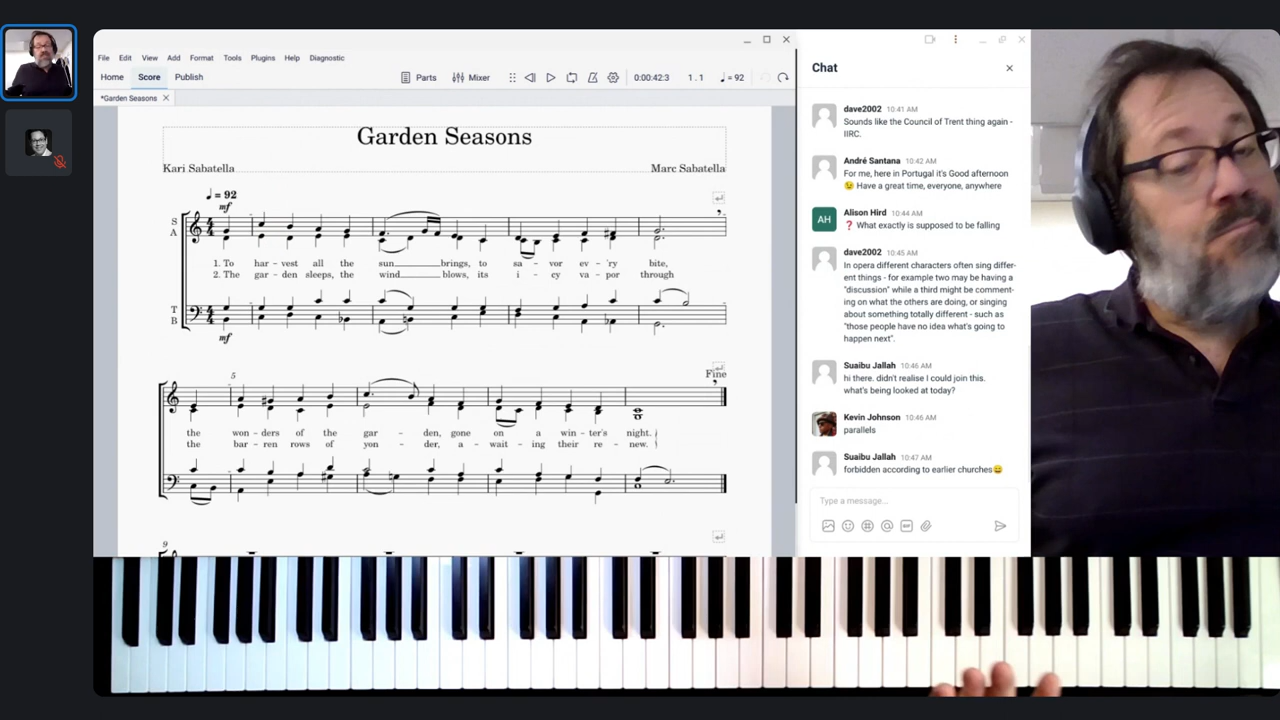 File Edit View Add Format Tools Plugins Help Diagnostic
Home Score Publish Parts Mixer 0:00:42:3 1 . 1 ♩ = 92
*Garden Seasons
Garden Seasons
Kari Sabatella Marc Sabatella
♩ = 92
mf
S
A
1. To har - vest all the sun brings, to sa - vor ev - 'ry bite,
2. The gar - den sleeps, the wind blows, its i - cy va - por through
T
B
mf
5
Fine
the won - ders of the gar - den, gone on a win - ter's night.
the bar - ren rows of yon - der, a - wait - ing their re - new.
9
Chat
dave2002 10:41 AM
Sounds like the Council of Trent thing again -
IIRC.
André Santana 10:42 AM
For me, here in Portugal it's Good afternoon
😉 Have a great time, everyone, anywhere
AH
Alison Hird 10:44 AM
❓ What exactly is supposed to be falling
dave2002 10:45 AM
In opera different characters often sing differ-
ent things - for example two may be having a
"discussion" while a third might be comment-
ing on what the others are doing, or singing
about something totally different - such as
"those people have no idea what's going to
happen next".
Suaibu Jallah 10:46 AM
hi there. didn't realise I could join this.
what's being looked at today?
Kevin Johnson 10:46 AM
parallels
Suaibu Jallah 10:47 AM
forbidden according to earlier churches😄
Type a message...
GIF